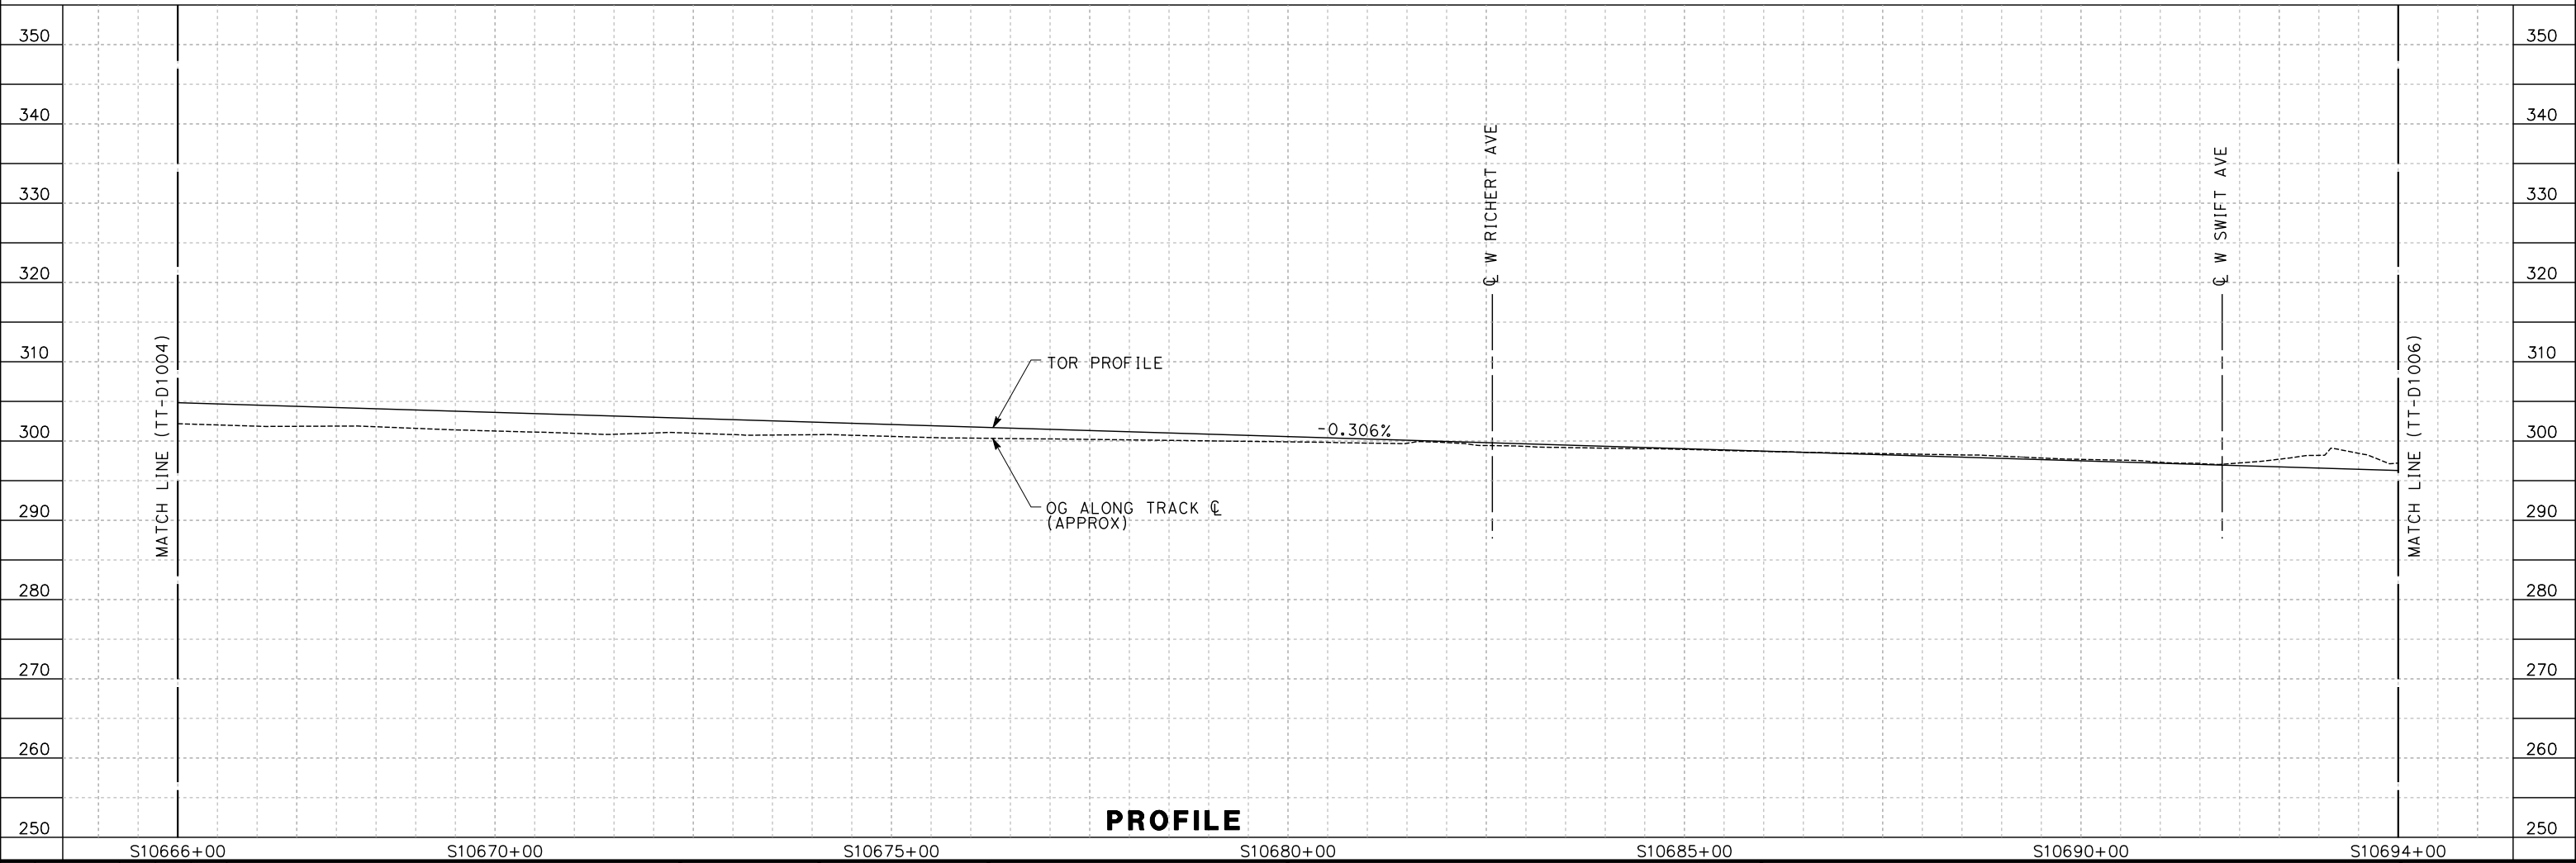 350 350
340 340
330 330
320 320
310 310
300 300
290 290
280 280
270 270
260 260
250 250
MATCH LINE (TT-D1004)
TOR PROFILE
OG ALONG TRACK ℄
(APPROX)
-0.306%
℄ W RICHERT AVE
℄ W SWIFT AVE
MATCH LINE (TT-D1006)
PROFILE
S10666+00 S10670+00 S10675+00 S10680+00 S10685+00 S10690+00 S10694+00